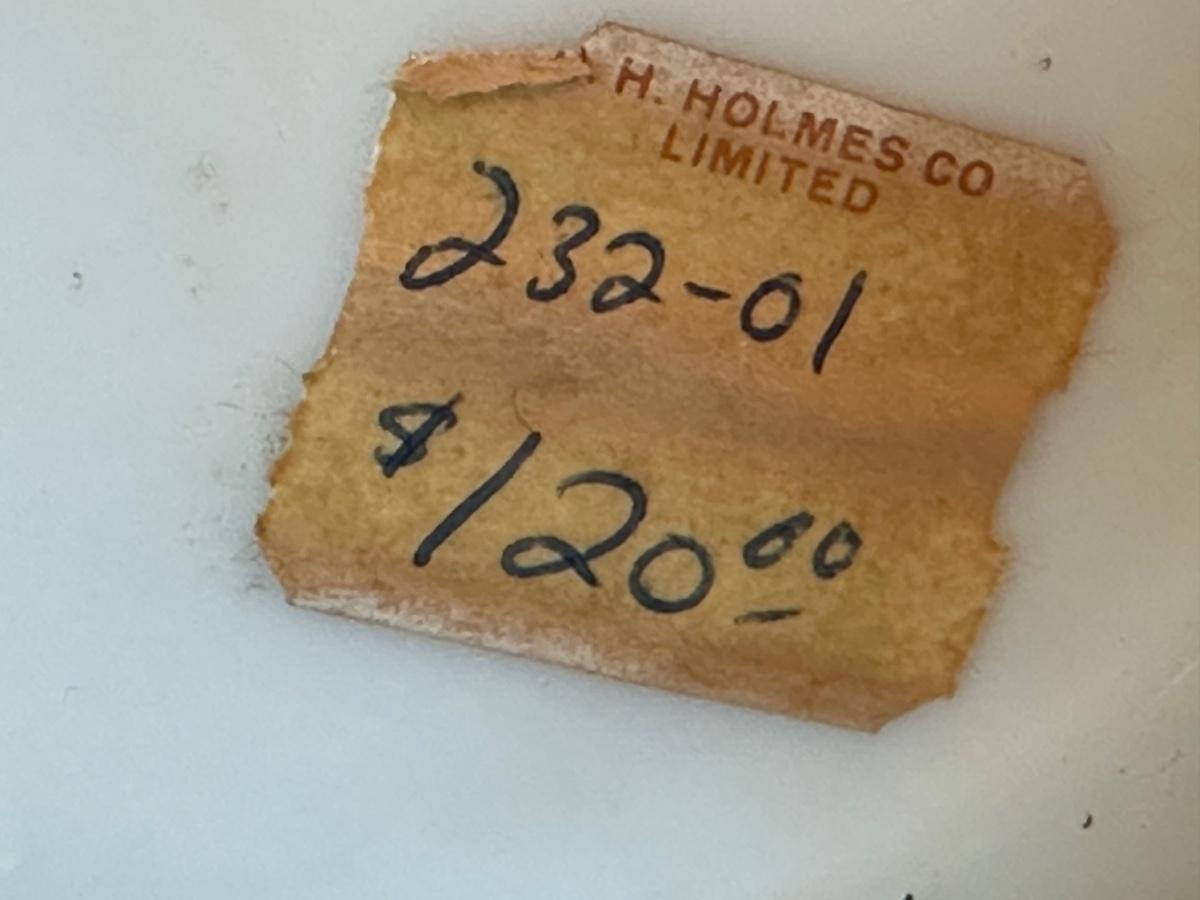 H. HOLMES CO
LIMITED
232-01
$120.00